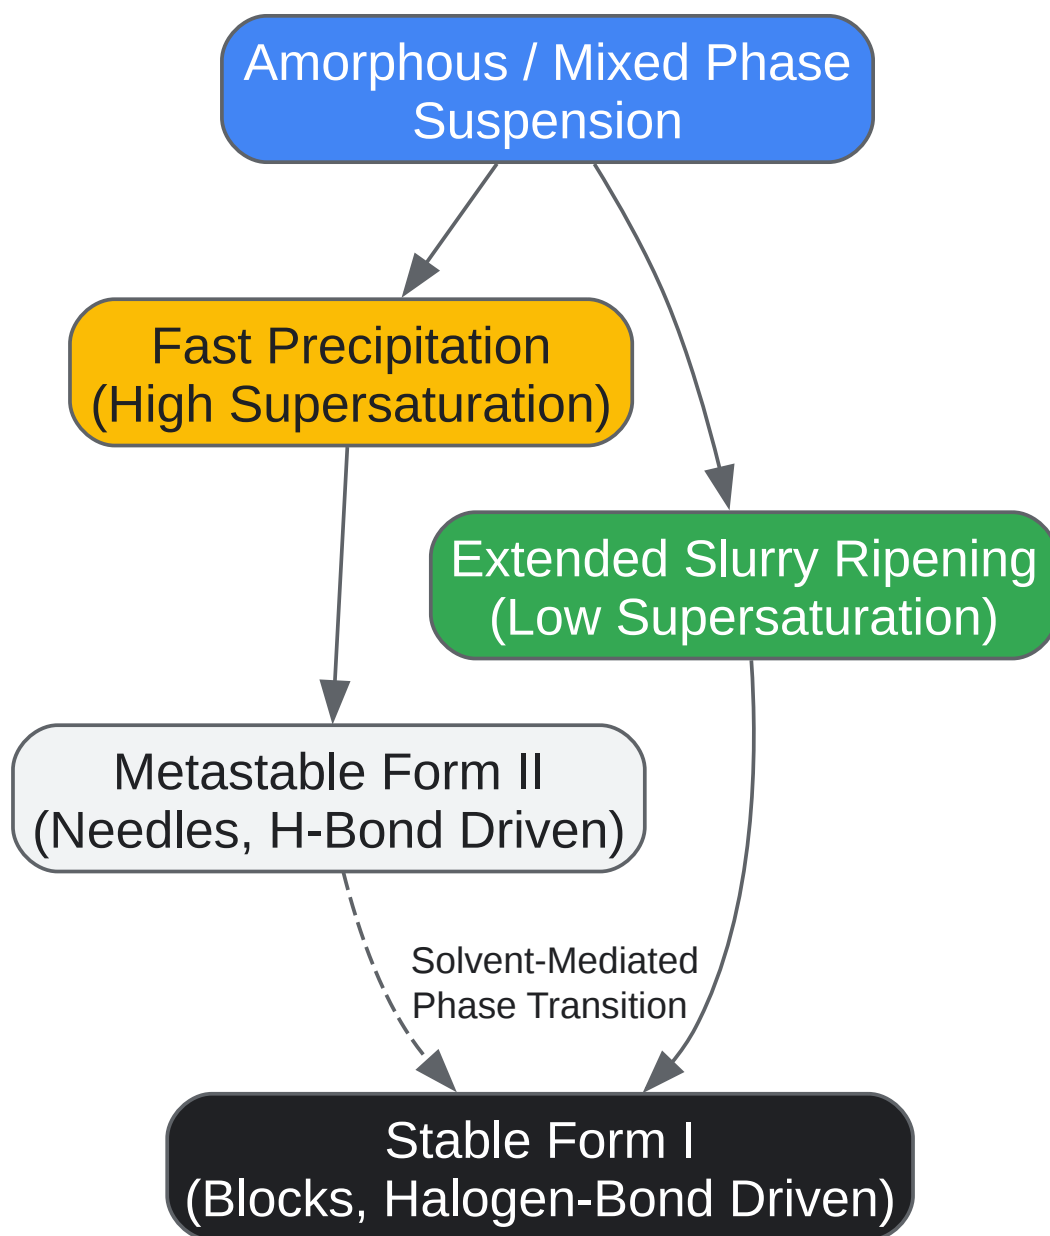 Amorphous / Mixed Phase
Suspension
Fast Precipitation
(High Supersaturation)
Extended Slurry Ripening
(Low Supersaturation)
Metastable Form II
(Needles, H-Bond Driven)
Solvent-Mediated
Phase Transition
Stable Form I
(Blocks, Halogen-Bond Driven)